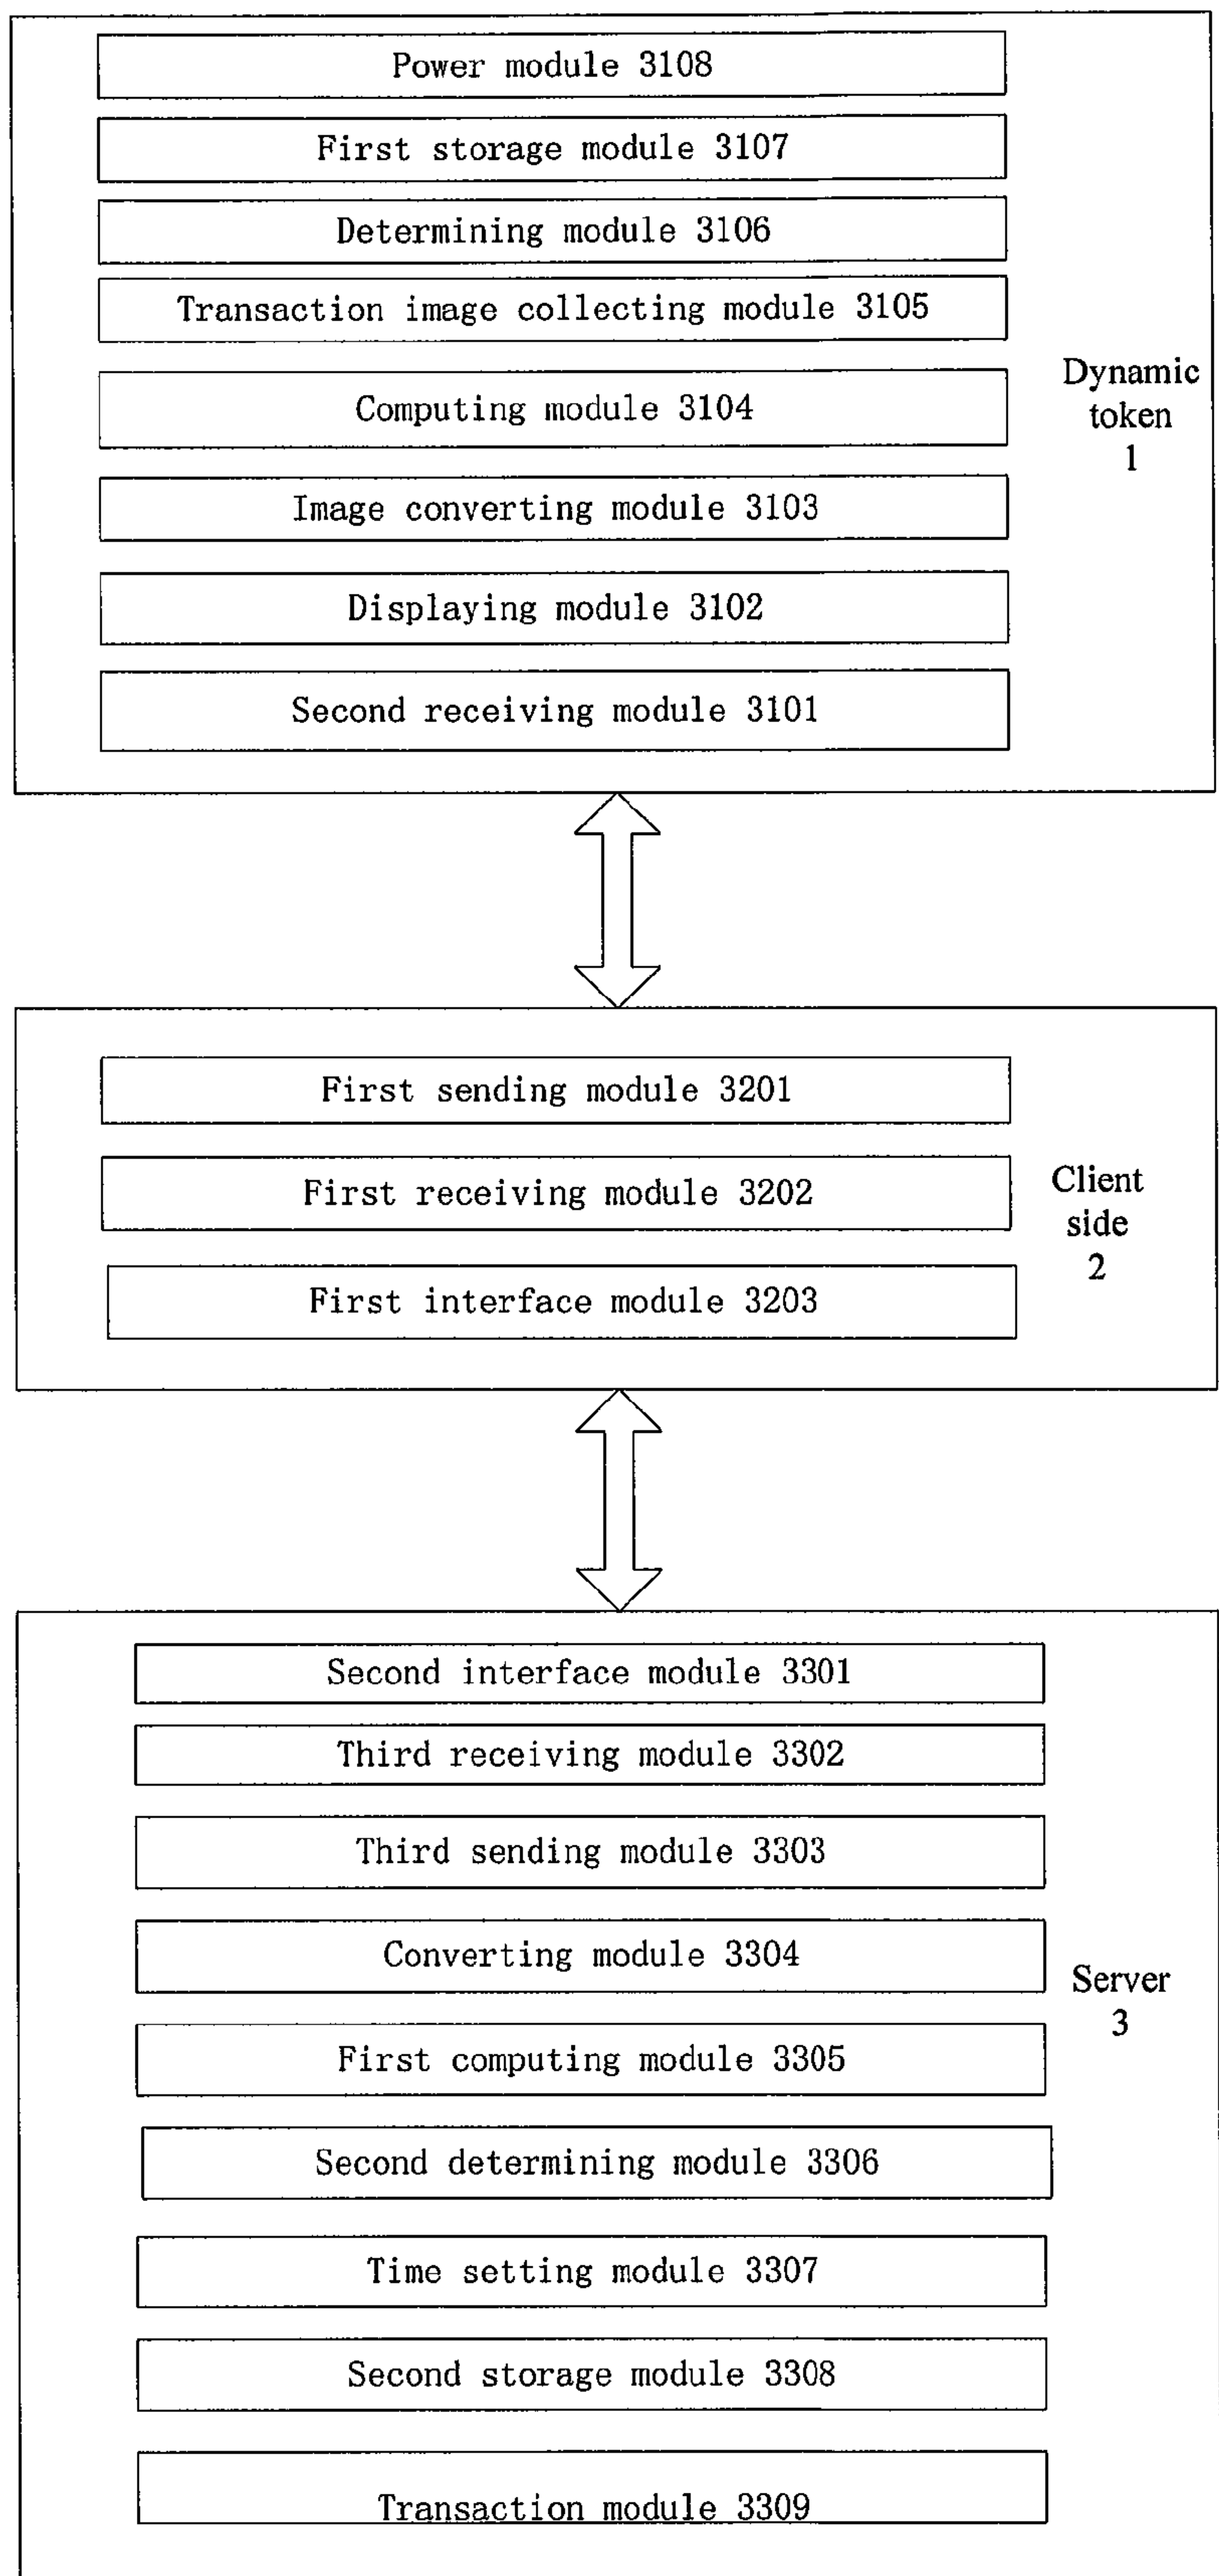 Power module 3108
First storage module 3107
Determining module 3106
Transaction image collecting module 3105
Computing module 3104
Image converting module 3103
Displaying module 3102
Second receiving module 3101
Dynamic
token
1
First sending module 3201
First receiving module 3202
First interface module 3203
Client
side
2
Second interface module 3301
Third receiving module 3302
Third sending module 3303
Converting module 3304
First computing module 3305
Second determining module 3306
Time setting module 3307
Second storage module 3308
Transaction module 3309
Server
3